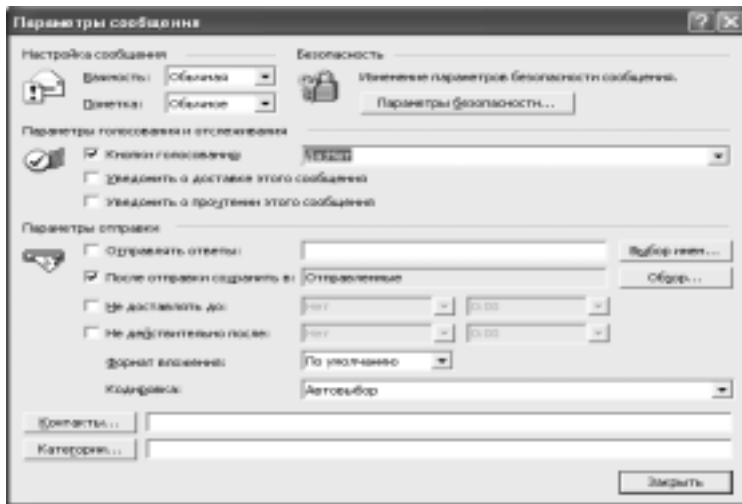 Параметры сообщения
Настройка сообщения
Безопасность
Важность: Обычная
Изменение параметров безопасности сообщения.
Пометка: Обычное
Параметры безопасности...
Параметры голосования и отслеживания
Кнопки голосования: Да;Нет
Уведомить о доставке этого сообщения
Уведомить о прочтении этого сообщения
Параметры отправки
Отправлять ответы:
Выбор имен...
После отправки сохранить в: Отправленные
Обзор...
Не доставлять до: Нет 0:00
Не действительно после: Нет 0:00
Формат вложения: По умолчанию
Кодировка: Автовыбор
Контакты...
Категории...
Закрыть